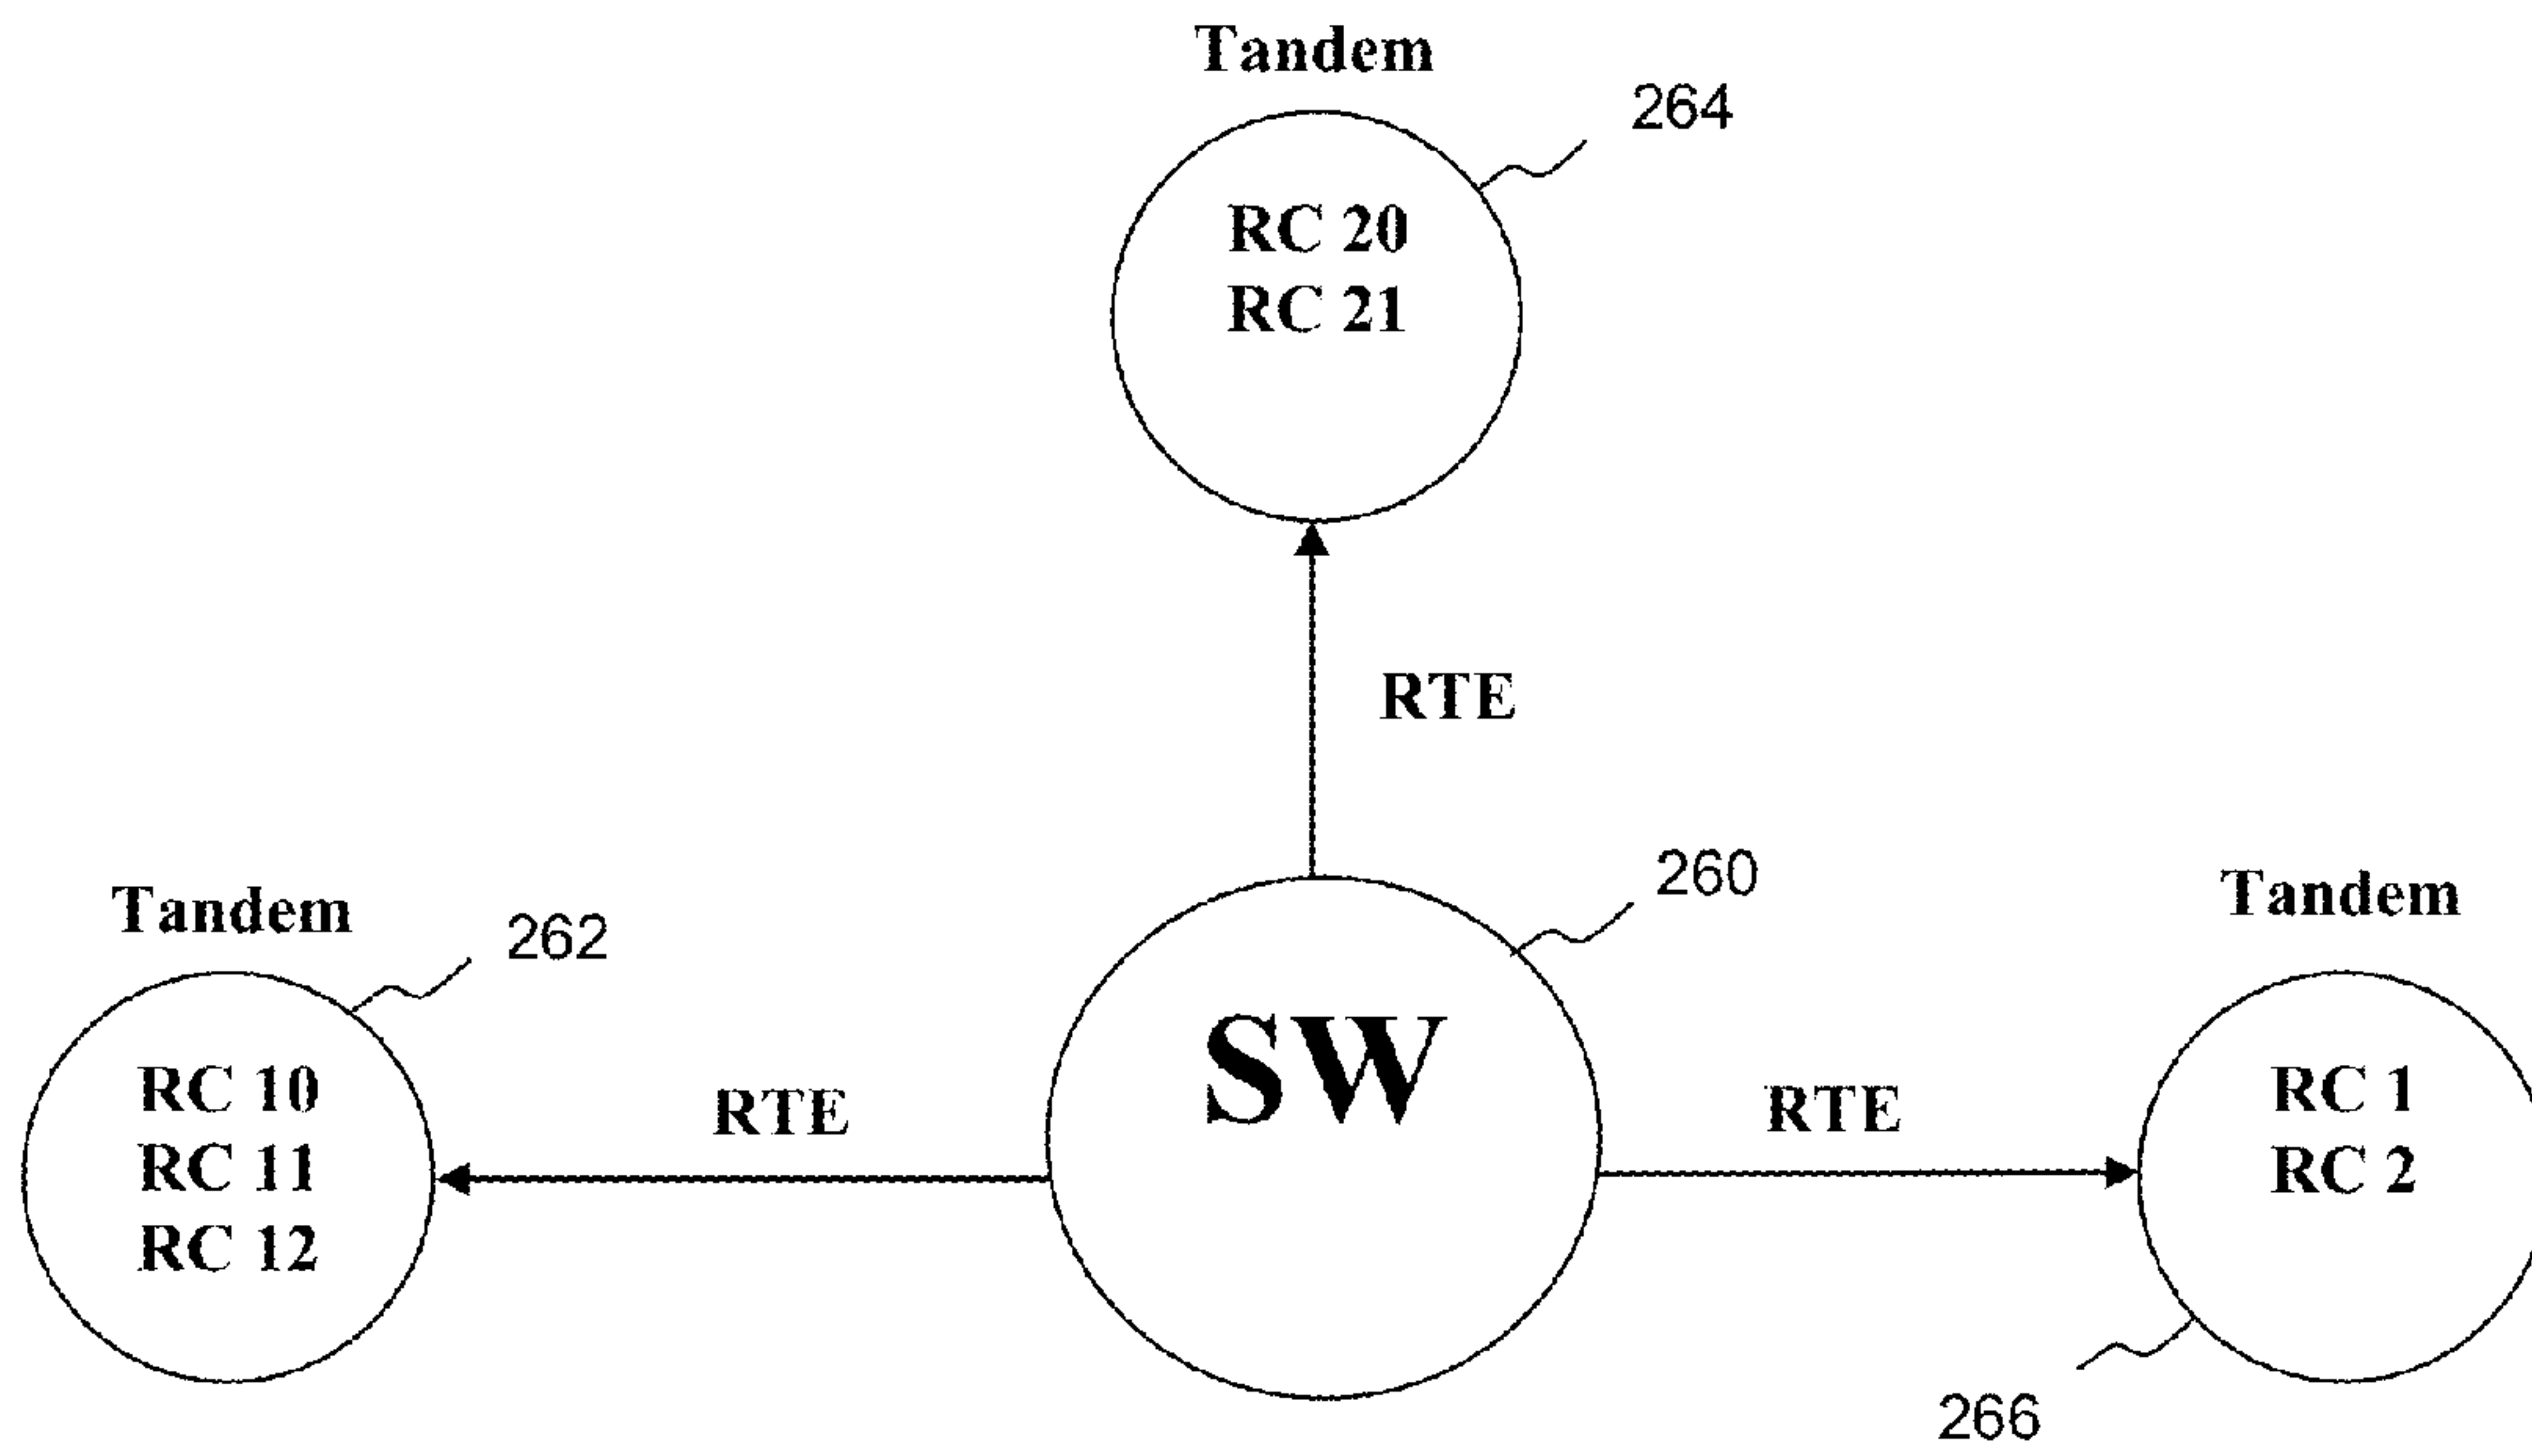 Tandem
264
RC 20
RC 21
RTE
260
Tandem
262
Tandem
SW
RC 10
RC 11
RC 12
RTE
RTE
RC 1
RC 2
266